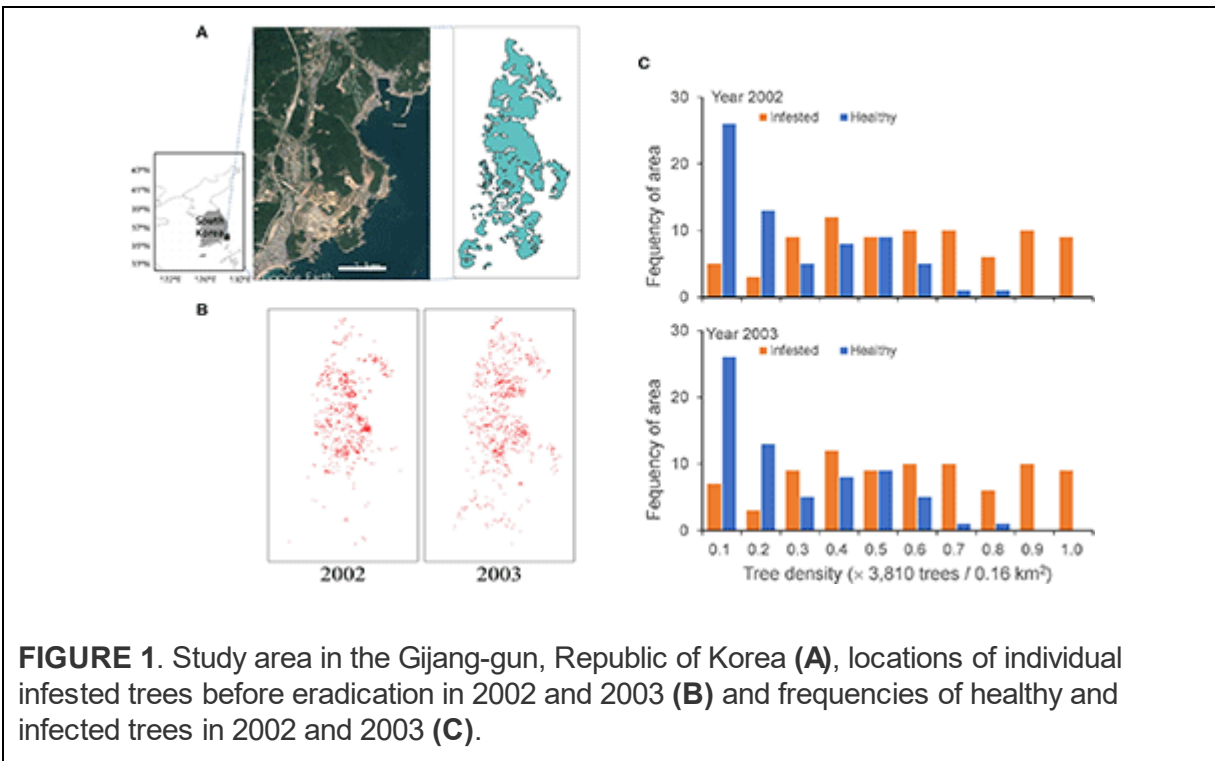 A
South
Korea
B
2002
2003
C
Year 2002
Infested
Healthy
30
20
10
0
Fequency of area
Year 2003
Infested
Healthy
30
20
10
0
Fequency of area
0.1 0.2 0.3 0.4 0.5 0.6 0.7 0.8 0.9 1.0
Tree density (× 3,810 trees / 0.16 km²)
FIGURE 1. Study area in the Gijang-gun, Republic of Korea (A), locations of individual
infested trees before eradication in 2002 and 2003 (B) and frequencies of healthy and
infected trees in 2002 and 2003 (C).